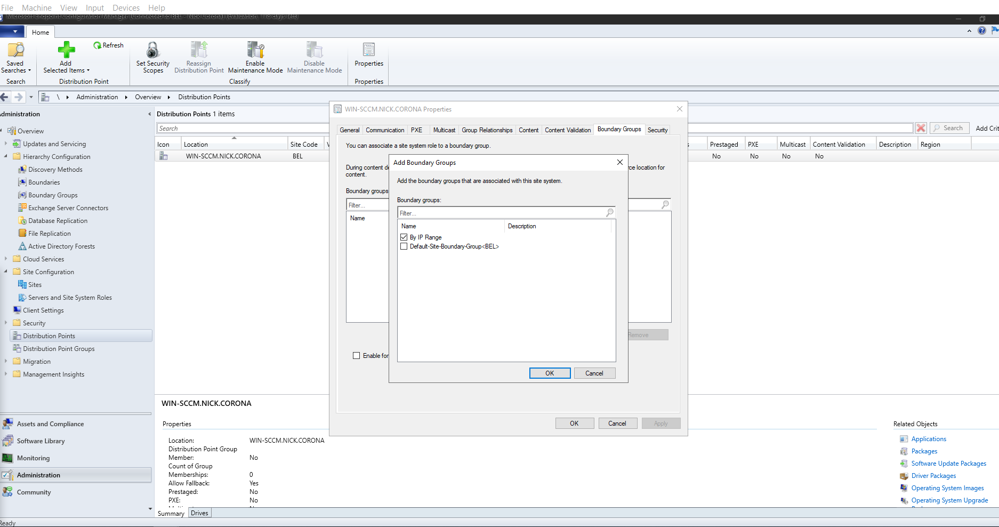 File Machine View Input Devices Help
Microsoft Endpoint Configuration Manager (Connected to BEL - Nick Corona) (Evaluation, 178 days left)
Home
Saved Searches
Search
Add Selected Items
Refresh
Distribution Point
Set Security Scopes
Reassign Distribution Point
Enable Maintenance Mode
Disable Maintenance Mode
Classify
Properties
Properties
\ Administration Overview Distribution Points
Administration
Overview
Updates and Servicing
Hierarchy Configuration
Discovery Methods
Boundaries
Boundary Groups
Exchange Server Connectors
Database Replication
File Replication
Active Directory Forests
Cloud Services
Site Configuration
Sites
Servers and Site System Roles
Client Settings
Security
Distribution Points
Distribution Point Groups
Migration
Management Insights
Assets and Compliance
Software Library
Monitoring
Administration
Community
Ready
Distribution Points 1 items
Search
Search
Add Crit
Icon Location Site Code
Prestaged PXE Multicast Content Validation Description Region
WIN-SCCM.NICK.CORONA BEL
No No No No
WIN-SCCM.NICK.CORONA Properties
General Communication PXE Multicast Group Relationships Content Content Validation Boundary Groups Security
You can associate a site system role to a boundary group.
During content de
rce location for
content.
Boundary groups
Filter...
Name
Remove
Enable for
OK Cancel Apply
Add Boundary Groups
Add the boundary groups that are associated with this site system.
Boundary groups:
Filter...
Name Description
By IP Range
Default-Site-Boundary-Group<BEL>
OK Cancel
WIN-SCCM.NICK.CORONA
Properties
Location: WIN-SCCM.NICK.CORONA
Distribution Point Group
Member: No
Count of Group
Memberships: 0
Allow Fallback: Yes
Prestaged: No
PXE: No
Summary Drives
Related Objects
Applications
Packages
Software Update Packages
Driver Packages
Operating System Images
Operating System Upgrade